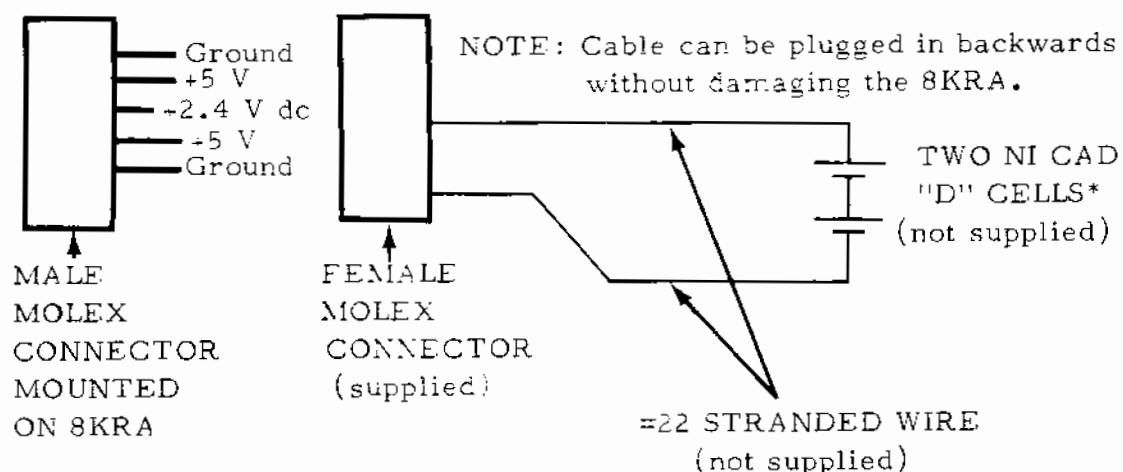 Ground
+5 V
+2.4 V dc
+5 V
Ground
NOTE: Cable can be plugged in backwards
without damaging the 8KRA.
TWO NI CAD
"D" CELLS*
(not supplied)
MALE
MOLEX
CONNECTOR
MOUNTED
ON 8KRA
FEMALE
MOLEX
CONNECTOR
(supplied)
#22 STRANDED WIRE
(not supplied)